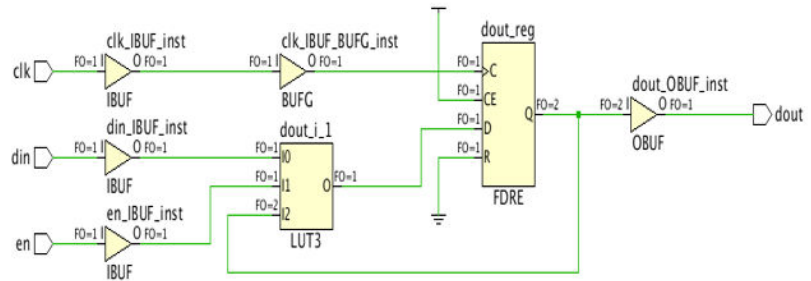 clk
clk_IBUF_inst
FO=1 I O FO=1
IBUF
clk_IBUF_BUFG_inst
FO=1 I O FO=1
BUFG
din
din_IBUF_inst
FO=1 I O FO=1
IBUF
en
en_IBUF_inst
FO=1 I O FO=1
IBUF
dout_i_1
FO=1 I0
FO=1 I1
FO=2 I2
O FO=1
LUT3
dout_reg
FO=1 C
FO=1 CE
FO=1 D
FO=1 R
Q FO=2
FDRE
dout_OBUF_inst
FO=2 I O FO=1
OBUF
dout